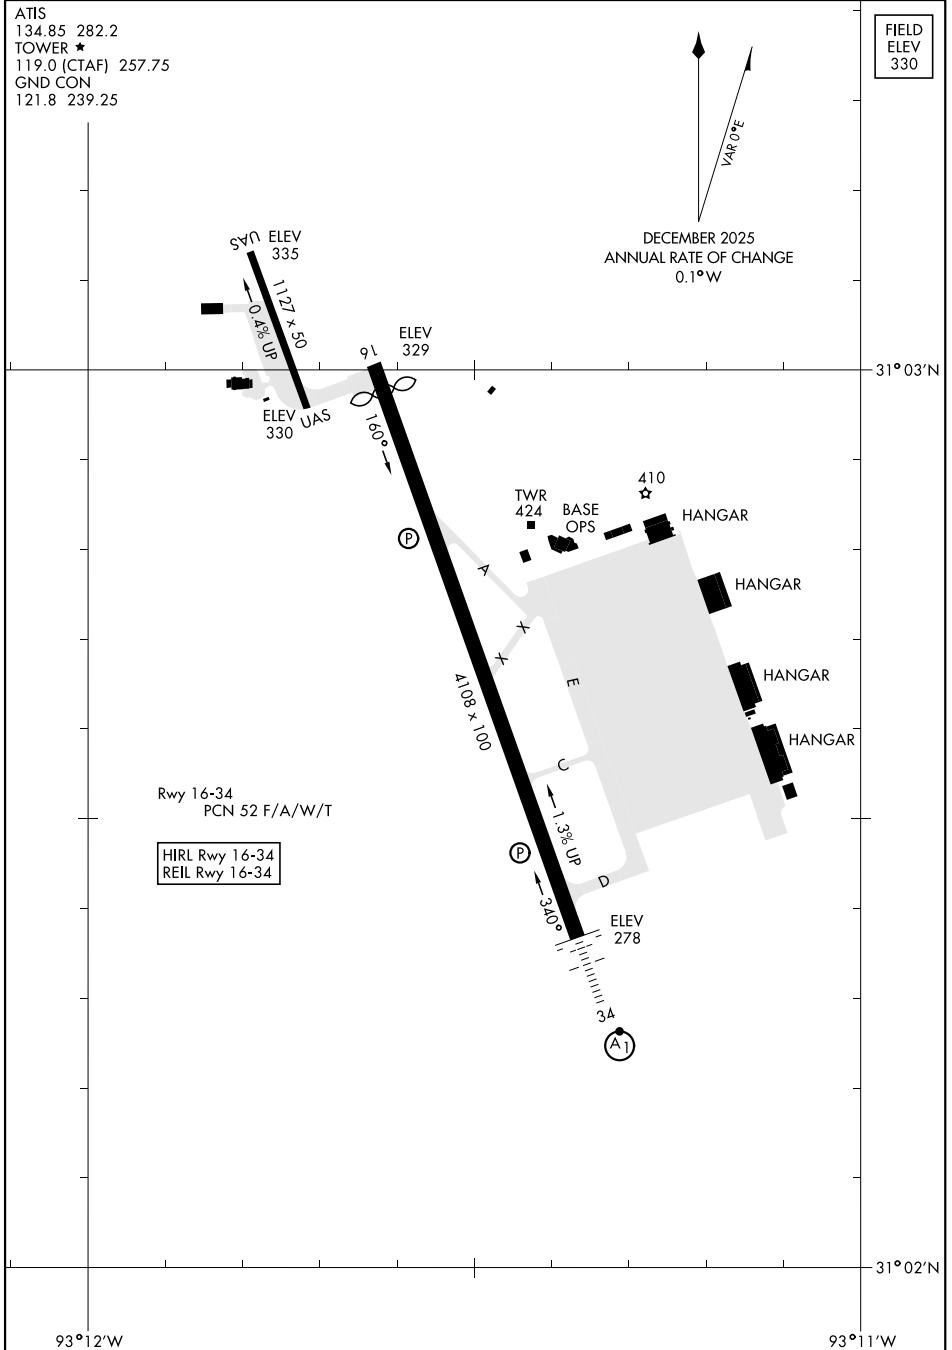 ATIS
134.85 282.2
TOWER ★
119.0 (CTAF) 257.75
GND CON
121.8 239.25
FIELD
ELEV
330
VAR 0°E
DECEMBER 2025
ANNUAL RATE OF CHANGE
0.1°W
UAS
ELEV
335
1127 x 50
0.4% UP
ELEV
330
UAS
16
ELEV
329
31°03'N
160°
P
A
TWR
424
BASE
OPS
410
HANGAR
HANGAR
X
X
E
HANGAR
4108 x 100
HANGAR
C
Rwy 16-34
PCN 52 F/A/W/T
1.3% UP
HIRL Rwy 16-34
REIL Rwy 16-34
P
D
340°
ELEV
278
34
A1
31°02'N
93°12'W
93°11'W